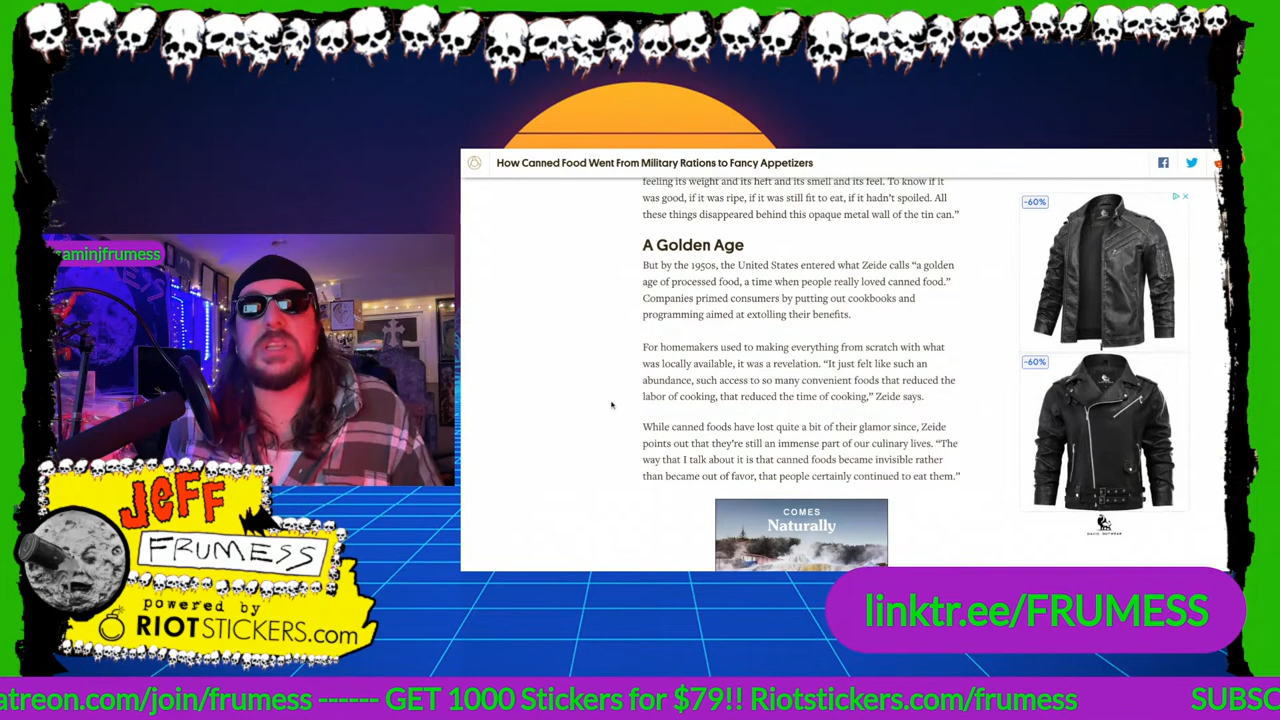 How Canned Food Went From Military Rations to Fancy Appetizers
feeling its weight and its heft and its smell and its feel. To know if it
was good, if it was ripe, if it was still fit to eat, if it hadn't spoiled. All
these things disappeared behind this opaque metal wall of the tin can.”
A Golden Age
But by the 1950s, the United States entered what Zeide calls “a golden
age of processed food, a time when people really loved canned food.”
Companies primed consumers by putting out cookbooks and
programming aimed at extolling their benefits.
For homemakers used to making everything from scratch with what
was locally available, it was a revelation. “It just felt like such an
abundance, such access to so many convenient foods that reduced the
labor of cooking, that reduced the time of cooking,” Zeide says.
While canned foods have lost quite a bit of their glamor since, Zeide
points out that they're still an immense part of our culinary lives. “The
way that I talk about it is that canned foods became invisible rather
than became out of favor, that people certainly continued to eat them.”
COMES
Naturally
-60%
-60%
saminjfrumess
JEFF
FRUMESS
powered by
RIOTSTICKERS.com
linktr.ee/FRUMESS
atreon.com/join/frumess ------ GET 1000 Stickers for $79!! Riotstickers.com/frumess SUBSC